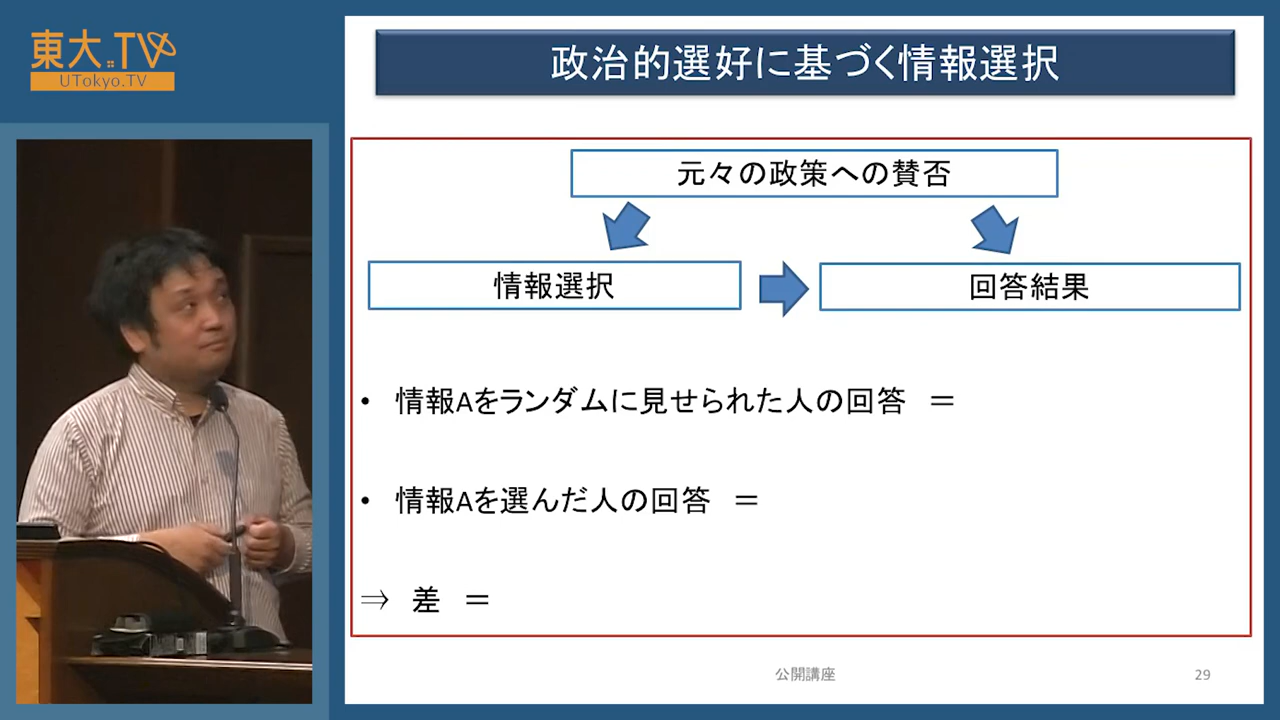 東大TV
UTokyo.TV
政治的選好に基づく情報選択
元々の政策への賛否
情報選択
回答結果
• 情報Aをランダムに見せられた人の回答 ＝
• 情報Aを選んだ人の回答 ＝
⇒ 差 ＝
公開講座
29